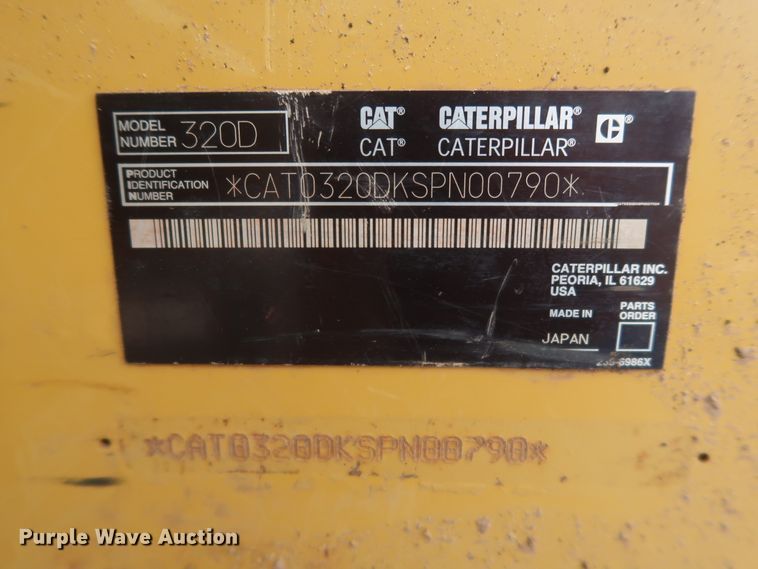 MODEL NUMBER 320D
CAT® CATERPILLAR® C®
CAT® CATERPILLAR®
PRODUCT IDENTIFICATION NUMBER *CAT0320DKSPN00790*
CATERPILLAR INC.
PEORIA, IL 61629
USA
MADE IN
JAPAN
PARTS ORDER
*CAT0320DKSPN00790*
Purple Wave Auction